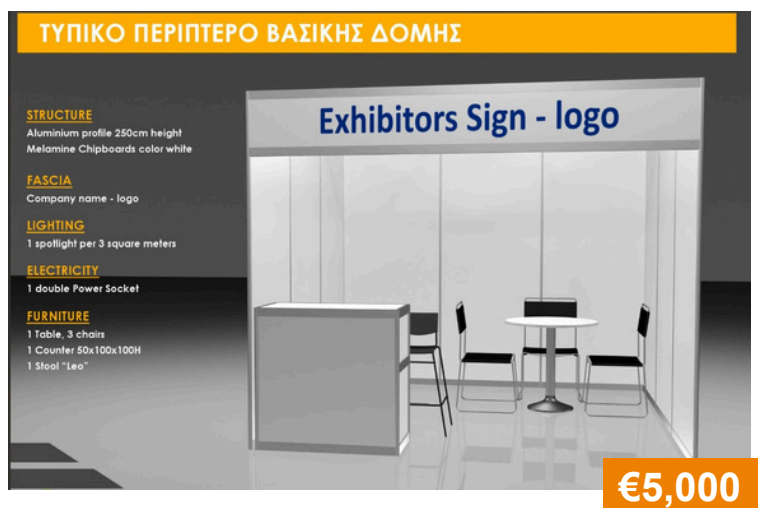 ΤΥΠΙΚΟ ΠΕΡΙΠΤΕΡΟ ΒΑΣΙΚΗΣ ΔΟΜΗΣ
STRUCTURE
Aluminium profile 250cm height
Melamine Chipboards color white
FASCIA
Company name - logo
LIGHTING
1 spotlight per 3 square meters
ELECTRICITY
1 double Power Socket
FURNITURE
1 Table, 3 chairs
1 Counter 50x100x100H
1 Stool "Leo"
Exhibitors Sign - logo
€5,000